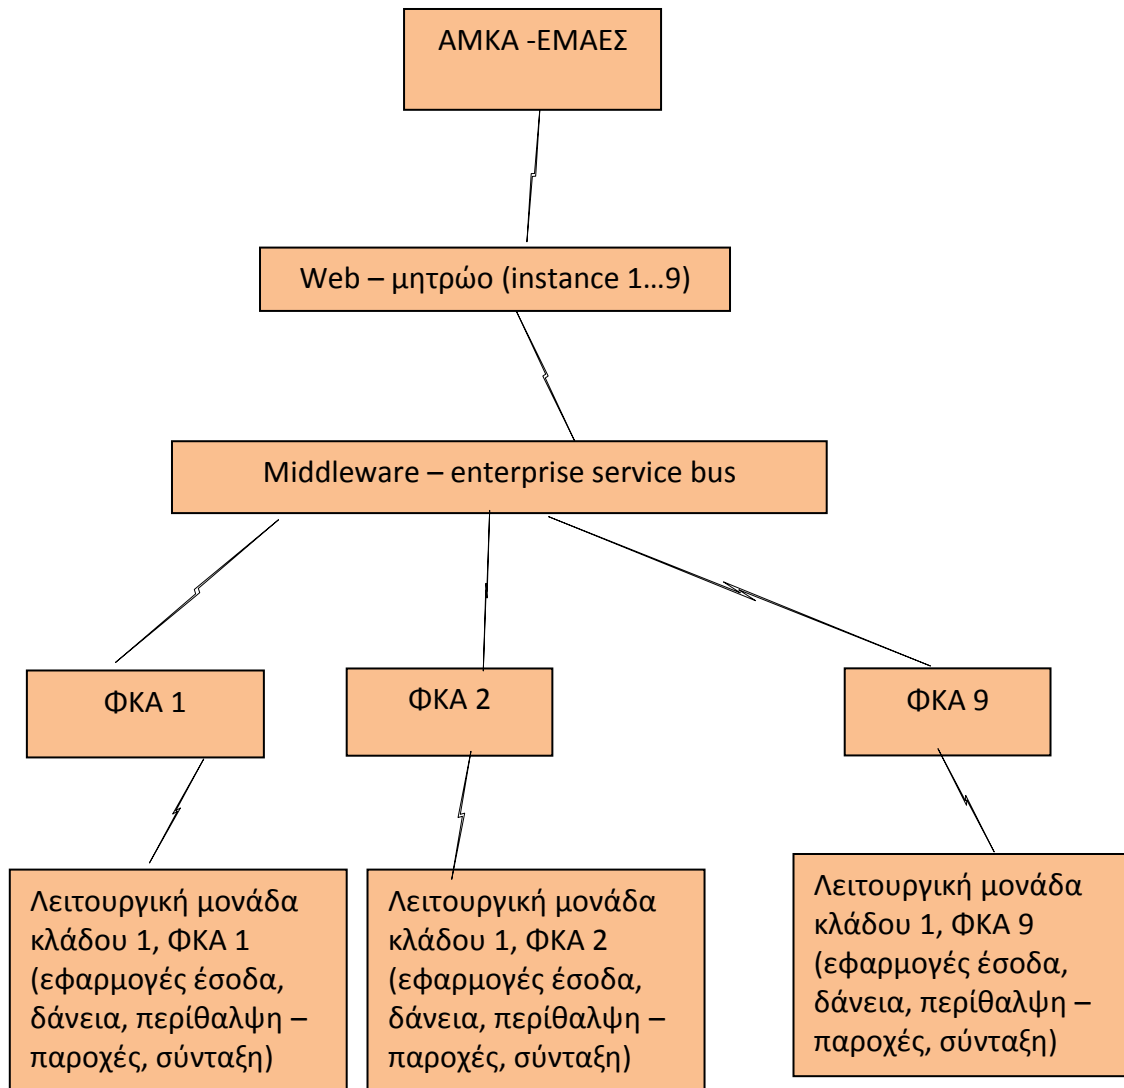 ΑΜΚΑ -ΕΜΑΕΣ
Web – μητρώο (instance 1...9)
Middleware – enterprise service bus
ΦΚΑ 1
ΦΚΑ 2
ΦΚΑ 9
Λειτουργική μονάδα
κλάδου 1, ΦΚΑ 1
(εφαρμογές έσοδα,
δάνεια, περίθαλψη –
παροχές, σύνταξη)
Λειτουργική μονάδα
κλάδου 1, ΦΚΑ 2
(εφαρμογές έσοδα,
δάνεια, περίθαλψη –
παροχές, σύνταξη)
Λειτουργική μονάδα
κλάδου 1, ΦΚΑ 9
(εφαρμογές έσοδα,
δάνεια, περίθαλψη –
παροχές, σύνταξη)